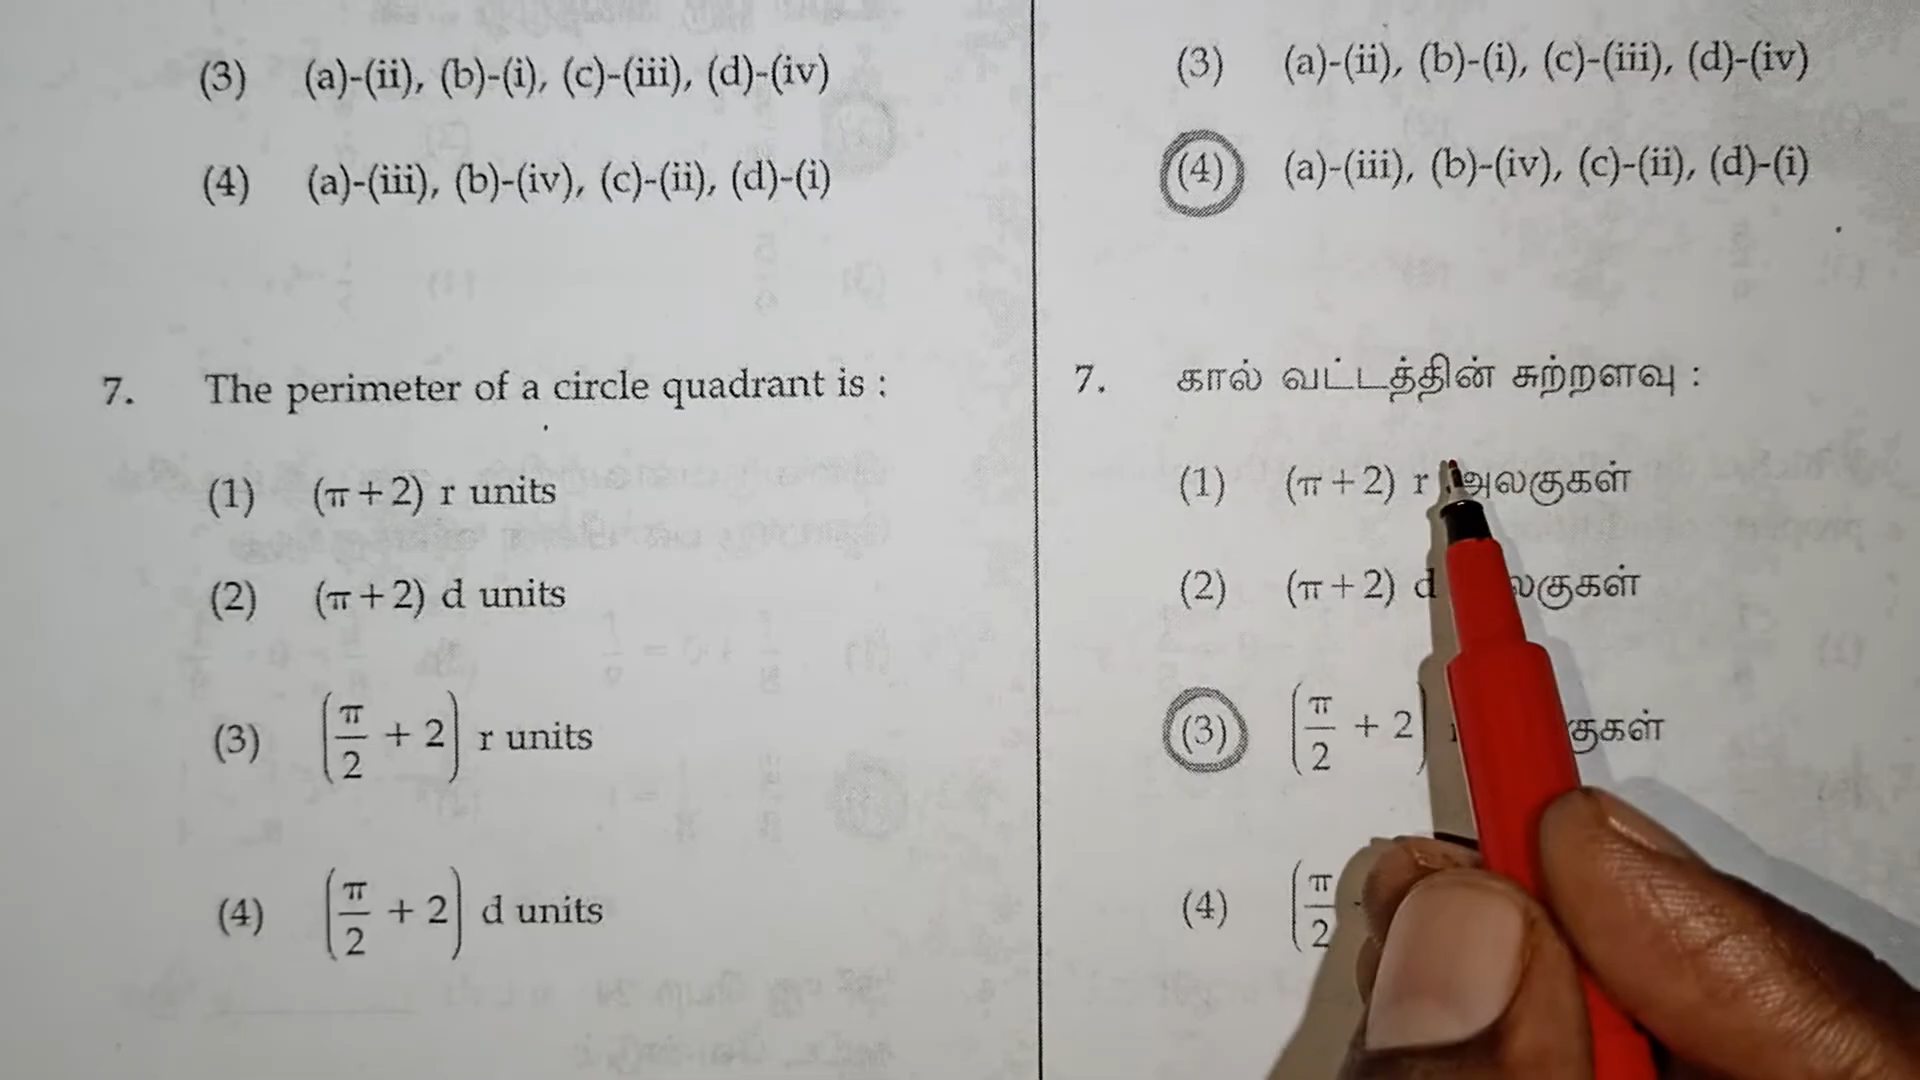 (3) (a)-(ii), (b)-(i), (c)-(iii), (d)-(iv)
(4) (a)-(iii), (b)-(iv), (c)-(ii), (d)-(i)
7. The perimeter of a circle quadrant is :
(1) (π+2) r units
(2) (π+2) d units
(3) (π/2 + 2) r units
(4) (π/2 + 2) d units
(3) (a)-(ii), (b)-(i), (c)-(iii), (d)-(iv)
(4) (a)-(iii), (b)-(iv), (c)-(ii), (d)-(i)
7. கால் வட்டத்தின் சுற்றளவு :
(1) (π+2) r அலகுகள்
(2) (π+2) d
(3) (π/2 + 2)
(4) (π/2